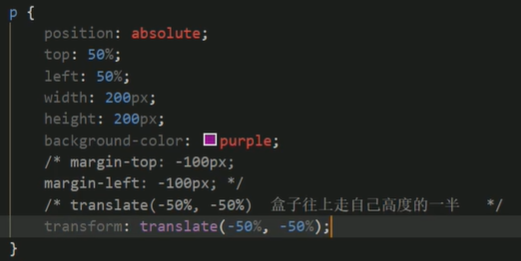 p {
position: absolute;
top: 50%;
left: 50%;
width: 200px;
height: 200px;
background-color: purple;
/* margin-top: -100px;
margin-left: -100px; */
/* translate(-50%, -50%) 盒子往上走自己高度的一半 */
transform: translate(-50%, -50%);
}